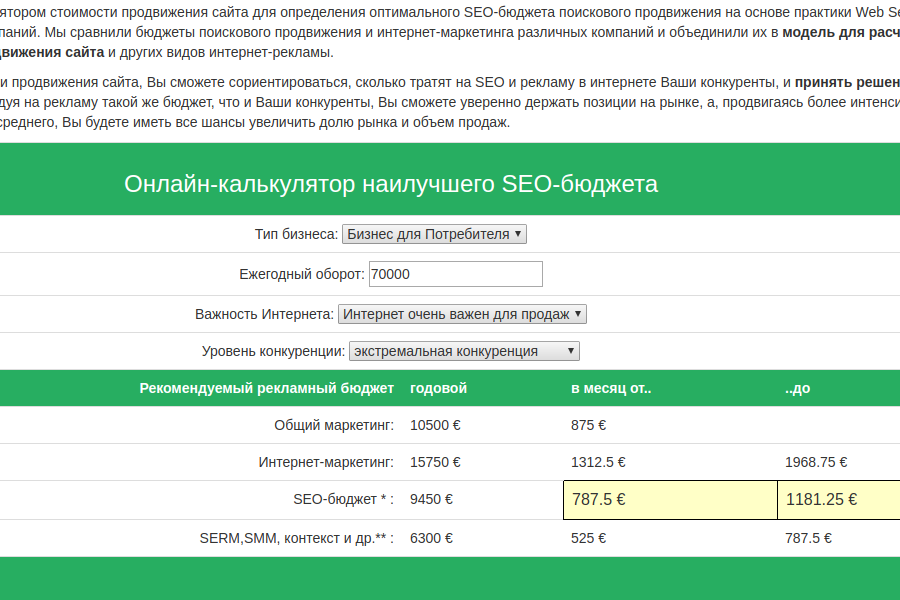 ятором стоимости продвижения сайта для определения оптимального SEO-бюджета поискового продвижения на основе практики Web Se
паний. Мы сравнили бюджеты поискового продвижения и интернет-маркетинга различных компаний и объединили их в модель для расч
движения сайта и других видов интернет-рекламы.
и продвижения сайта, Вы сможете сориентироваться, сколько тратят на SEO и рекламу в интернете Ваши конкуренты, и принять решен
дуя на рекламу такой же бюджет, что и Ваши конкуренты, Вы сможете уверенно держать позиции на рынке, а, продвигаясь более интенси
среднего, Вы будете иметь все шансы увеличить долю рынка и объем продаж.
Онлайн-калькулятор наилучшего SEO-бюджета
Тип бизнеса: Бизнес для Потребителя
Ежегодный оборот: 70000
Важность Интернета: Интернет очень важен для продаж
Уровень конкуренции: экстремальная конкуренция
Рекомендуемый рекламный бюджет годовой в месяц от.. ..до
Общий маркетинг: 10500 € 875 €
Интернет-маркетинг: 15750 € 1312.5 € 1968.75 €
SEO-бюджет * : 9450 € 787.5 € 1181.25 €
SERM,SMM, контекст и др.** : 6300 € 525 € 787.5 €